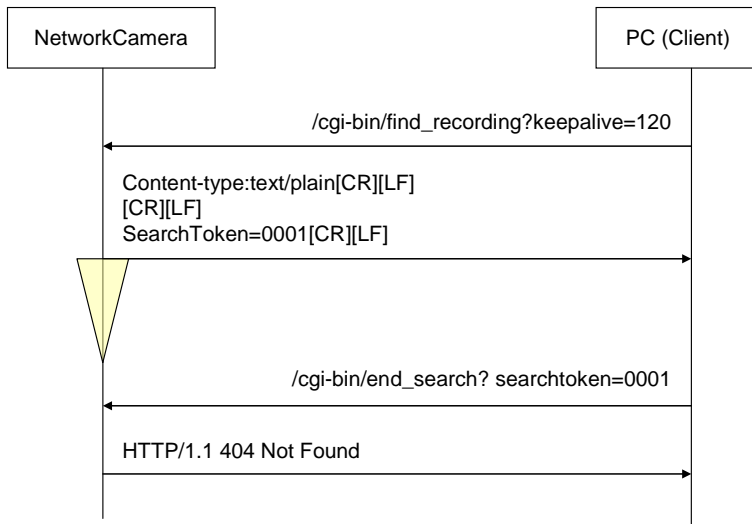 NetworkCamera
PC (Client)
/cgi-bin/find_recording?keepalive=120
Content-type:text/plain[CR][LF]
[CR][LF]
SearchToken=0001[CR][LF]
/cgi-bin/end_search? searchtoken=0001
HTTP/1.1 404 Not Found